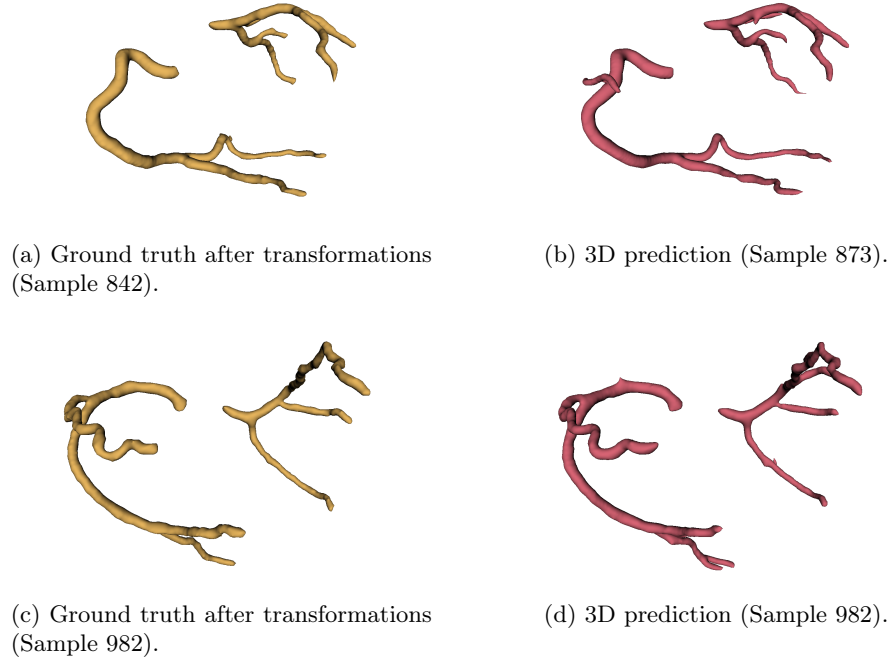 (a) Ground truth after transformations
(Sample 842).
(b) 3D prediction (Sample 873).
(c) Ground truth after transformations
(Sample 982).
(d) 3D prediction (Sample 982).